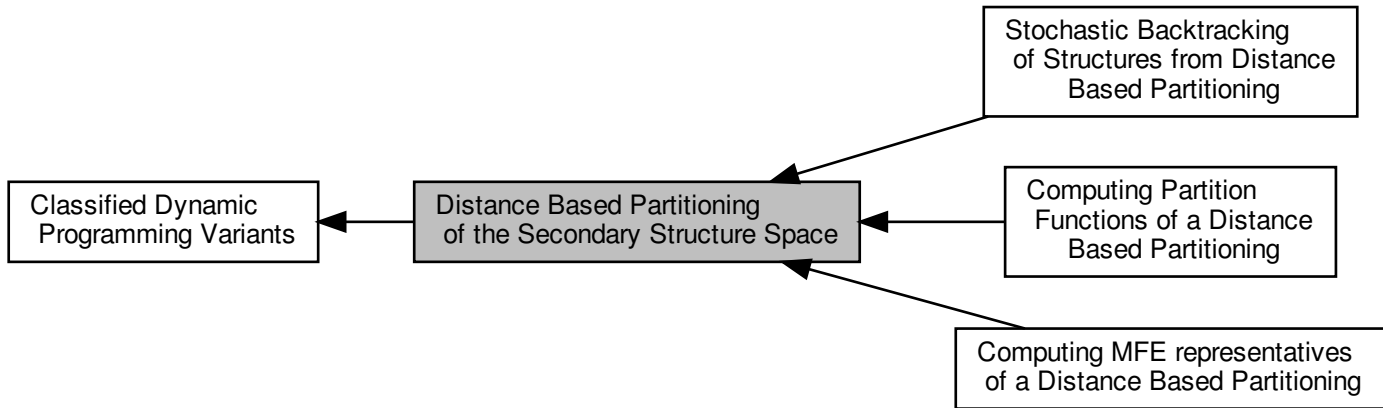 Stochastic Backtracking
of Structures from Distance
Based Partitioning
Classified Dynamic
Programming Variants
Distance Based Partitioning
of the Secondary Structure Space
Computing Partition
Functions of a Distance
Based Partitioning
Computing MFE representatives
of a Distance Based Partitioning